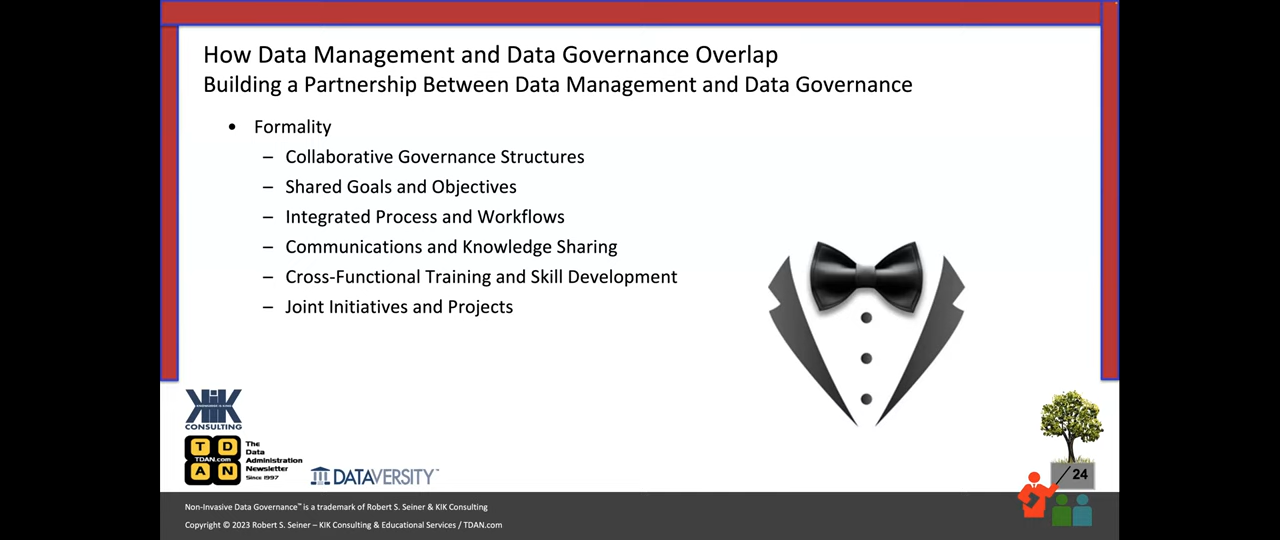 How Data Management and Data Governance Overlap
Building a Partnership Between Data Management and Data Governance
• Formality
– Collaborative Governance Structures
– Shared Goals and Objectives
– Integrated Process and Workflows
– Communications and Knowledge Sharing
– Cross-Functional Training and Skill Development
– Joint Initiatives and Projects
KIK
CONSULTING
T D
TDAN.com
A N
The
Data
Administration
Newsletter
Since 1997
DATAVERSITY™
/24
Non-Invasive Data Governance™ is a trademark of Robert S. Seiner & KIK Consulting
Copyright © 2023 Robert S. Seiner – KIK Consulting & Educational Services / TDAN.com